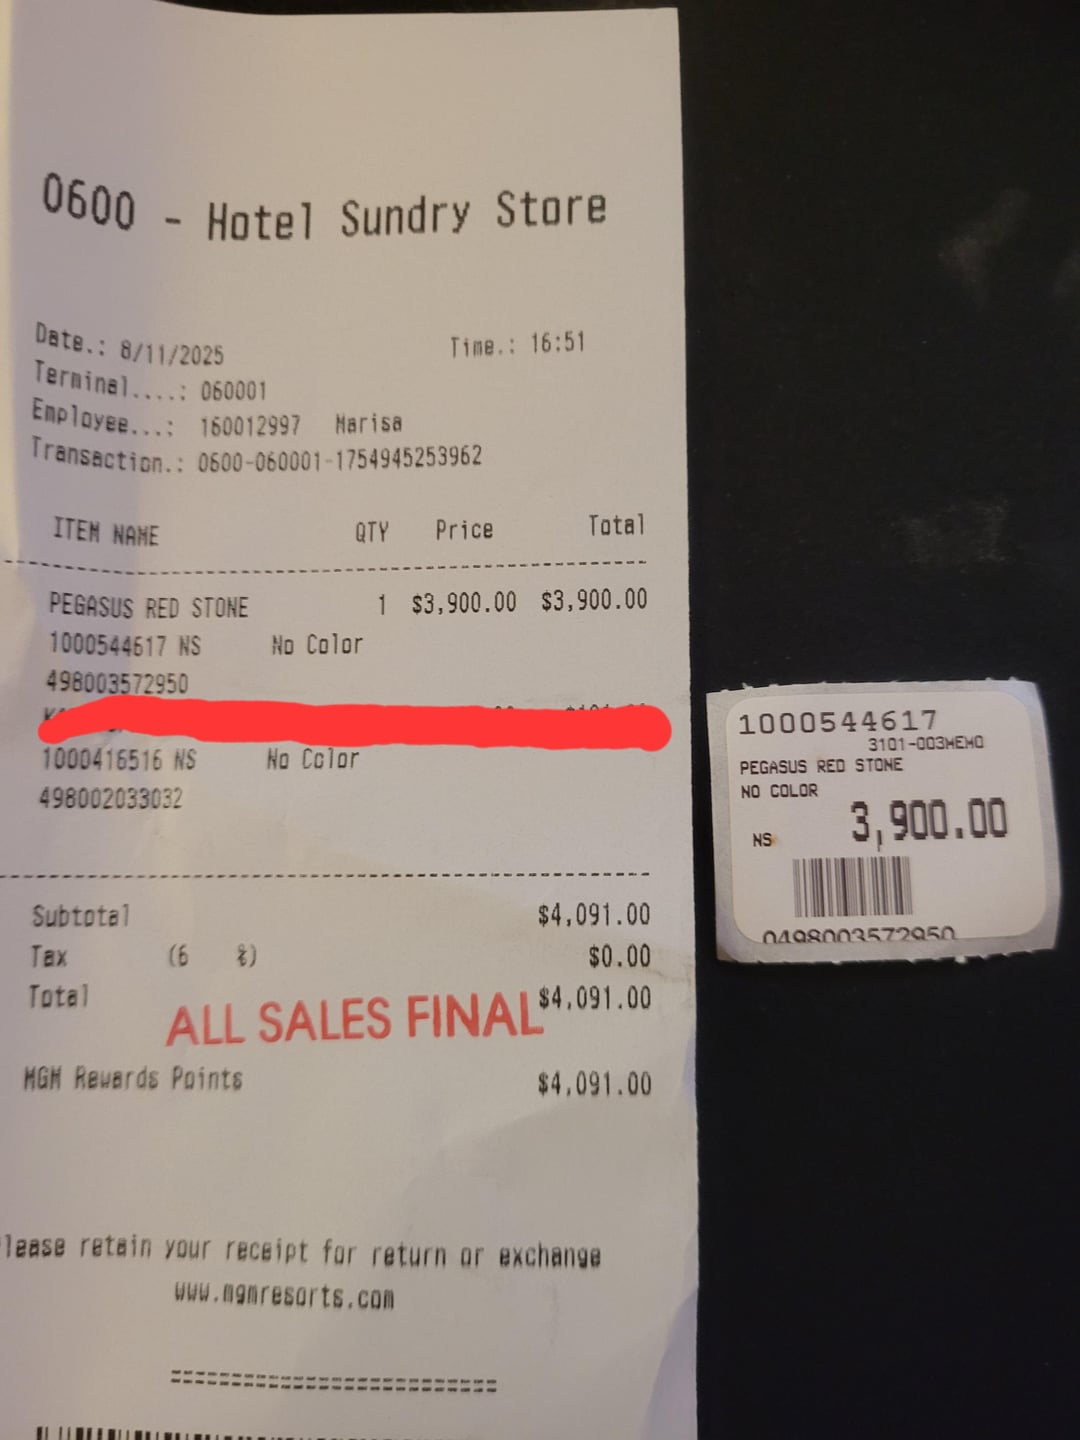 0600 - Hotel Sundry Store
Date.: 8/11/2025 Time.: 16:51
Terminal....: 060001
Employee...: 160012997 Marisa
Transaction.: 0600-060001-1754945253962
ITEM NAME QTY Price Total
PEGASUS RED STONE 1 $3,900.00 $3,900.00
1000544617 NS No Color
498003572950
1000416516 NS No Color
498002033032
Subtotal $4,091.00
Tax (6 %) $0.00
Total $4,091.00
ALL SALES FINAL
MGM Rewards Points $4,091.00
lease retain your receipt for return or exchange
www.mgmresorts.com
=========================
1000544617
3101-003MEMO
PEGASUS RED STONE
NO COLOR
NS 3,900.00
0498003572950